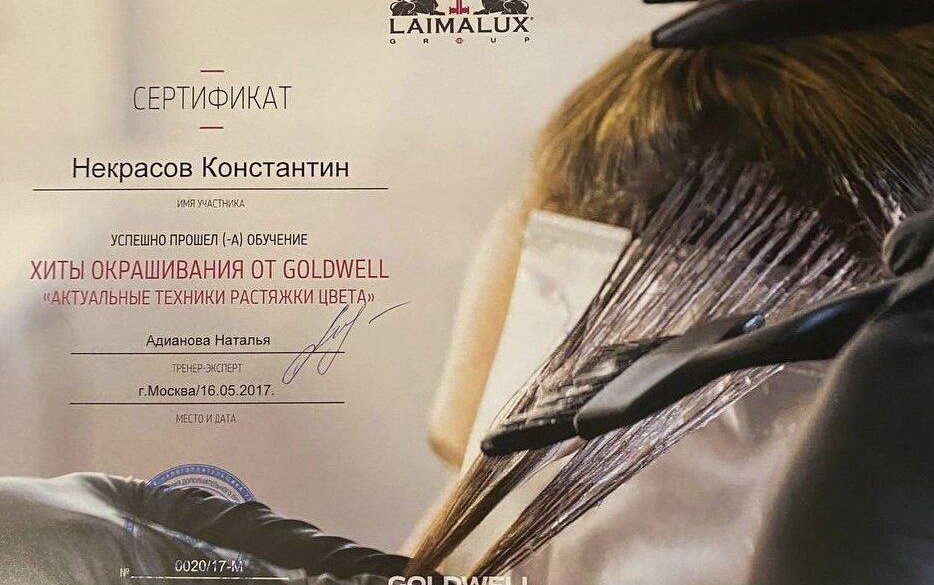 LAIMALUX
GROUP
СЕРТИФИКАТ
Некрасов Константин
ИМЯ УЧАСТНИКА
УСПЕШНО ПРОШЕЛ (-А) ОБУЧЕНИЕ
ХИТЫ ОКРАШИВАНИЯ ОТ GOLDWELL
«АКТУАЛЬНЫЕ ТЕХНИКИ РАСТЯЖКИ ЦВЕТА»
Адианова Наталья
ТРЕНЕР-ЭКСПЕРТ
г.Москва/16.05.2017.
МЕСТО И ДАТА
№ 0020/17-М
GOLDWELL